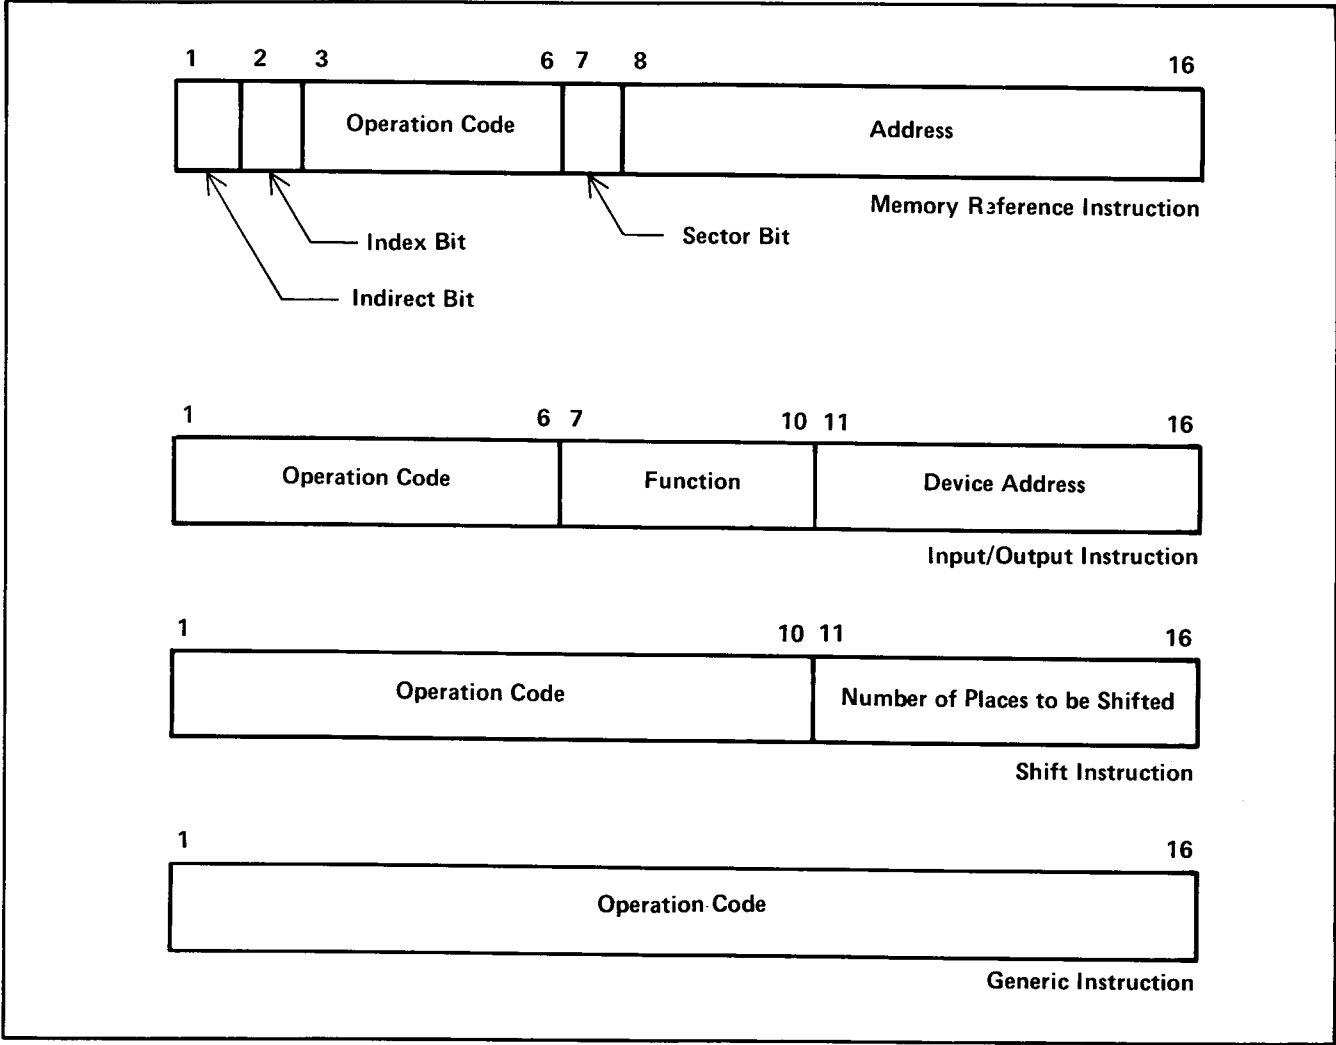 1 2 3 6 7 8 16
Operation Code Address
Memory Reference Instruction
Index Bit Sector Bit
Indirect Bit
1 6 7 10 11 16
Operation Code Function Device Address
Input/Output Instruction
1 10 11 16
Operation Code Number of Places to be Shifted
Shift Instruction
1 16
Operation Code
Generic Instruction